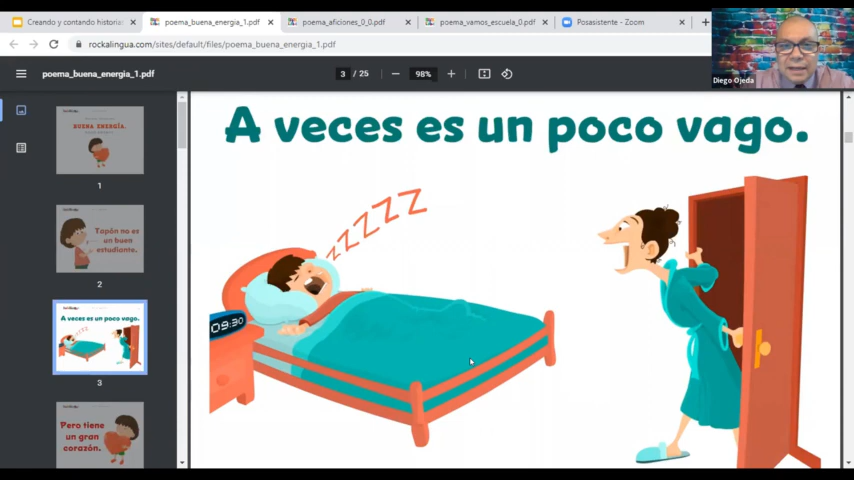 Creando y contando historias
poema_buena_energia_1.pdf
poema_aficiones_0_0.pdf
poema_vamos_escuela_0.pdf
Posasistente - Zoom
rockalingua.com/sites/default/files/poema_buena_energia_1.pdf
Diego Ojeda
poema_buena_energia_1.pdf
3 / 25
98%
BUENA ENERGÍA.
1
Tapón no es
un buen
estudiante.
2
A veces es un poco vago.
3
Pero tiene
un gran
corazón.
A veces es un poco vago.
ZZZZZ
09:30